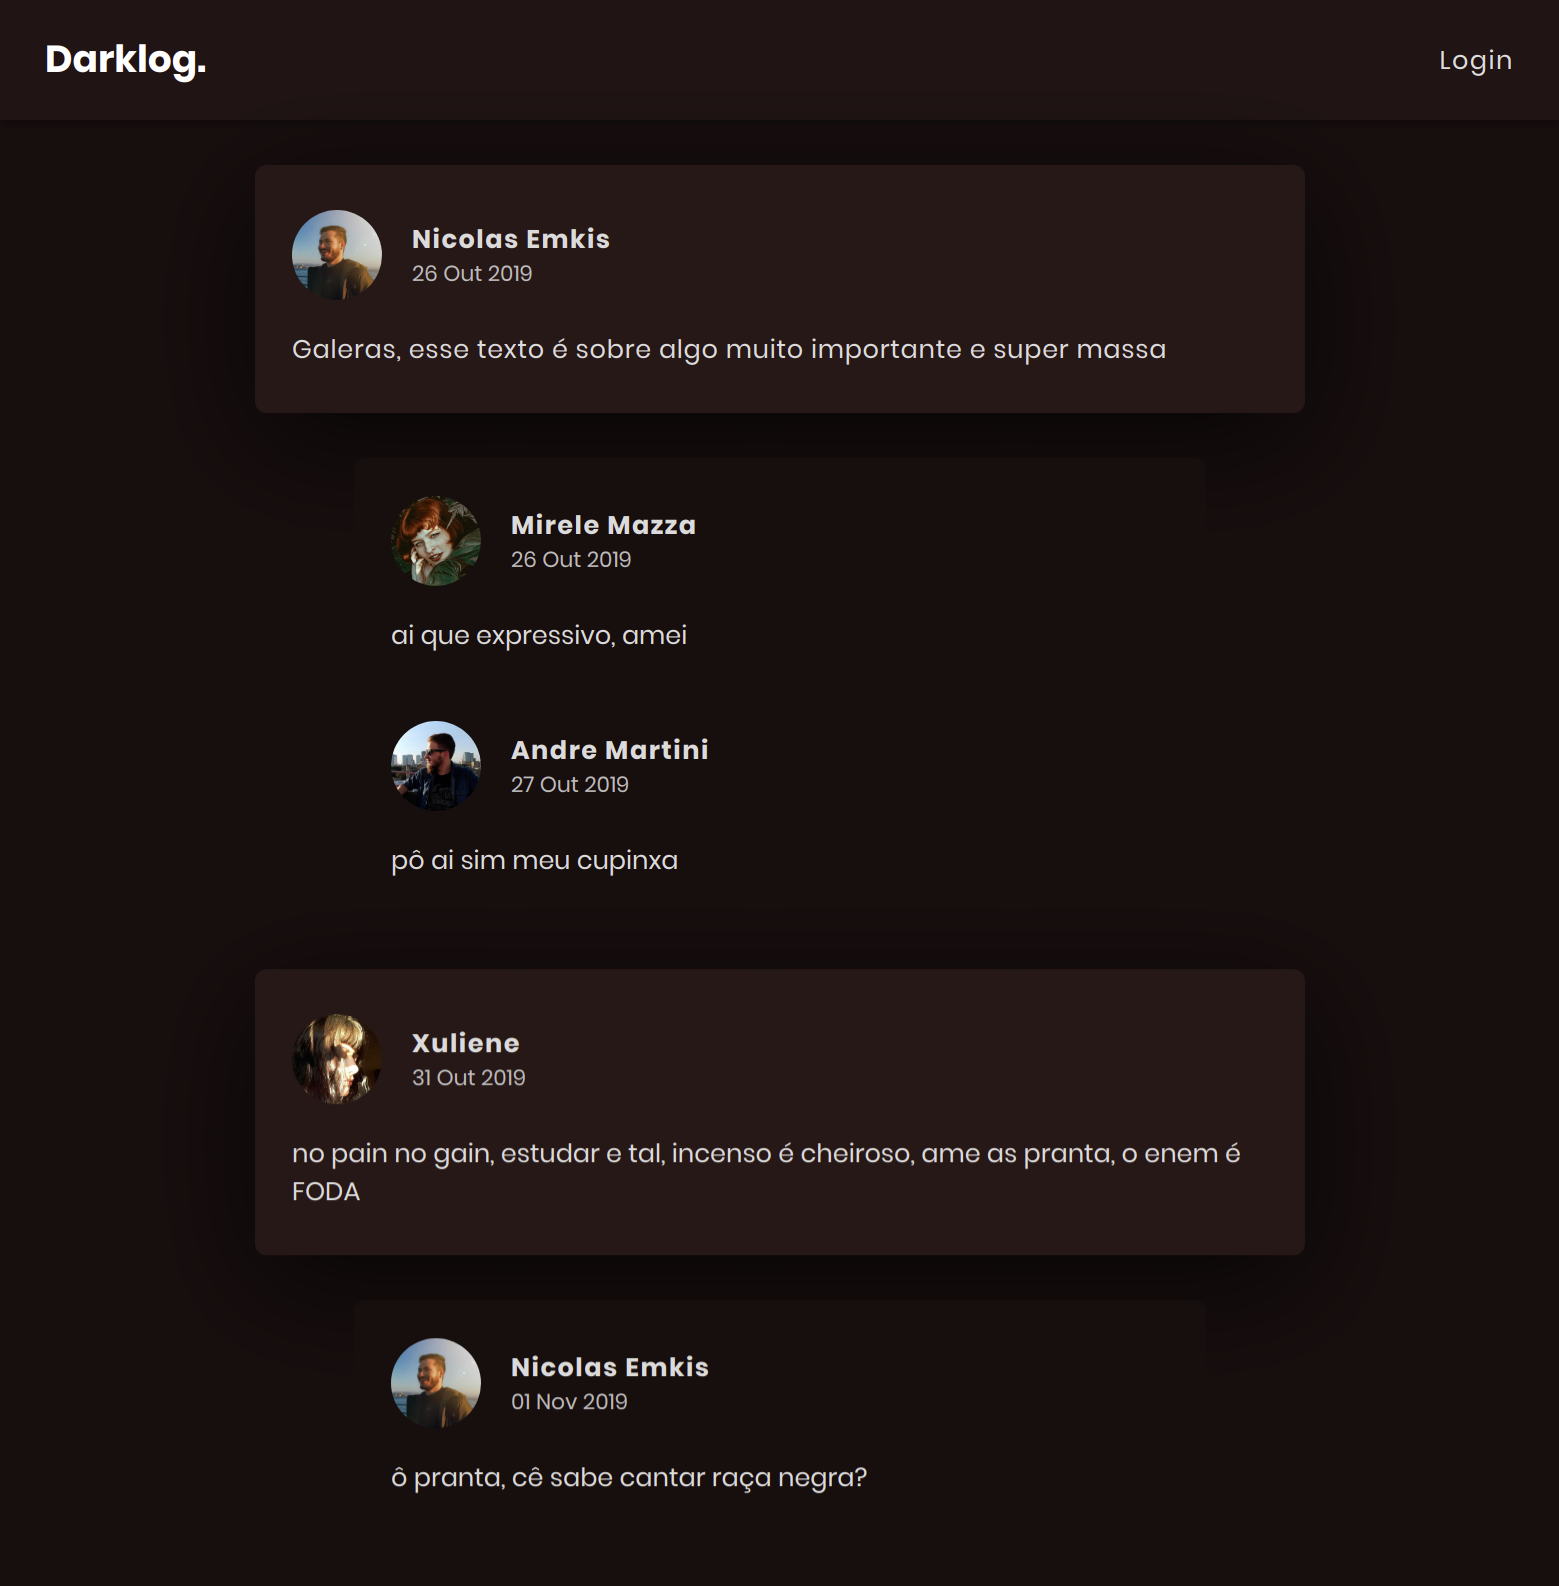 Darklog.
Login
Nicolas Emkis
26 Out 2019
Galeras, esse texto é sobre algo muito importante e super massa
Mirele Mazza
26 Out 2019
ai que expressivo, amei
Andre Martini
27 Out 2019
pô ai sim meu cupinxa
Xuliene
31 Out 2019
no pain no gain, estudar e tal, incenso é cheiroso, ame as pranta, o enem é
FODA
Nicolas Emkis
01 Nov 2019
ô pranta, cê sabe cantar raça negra?